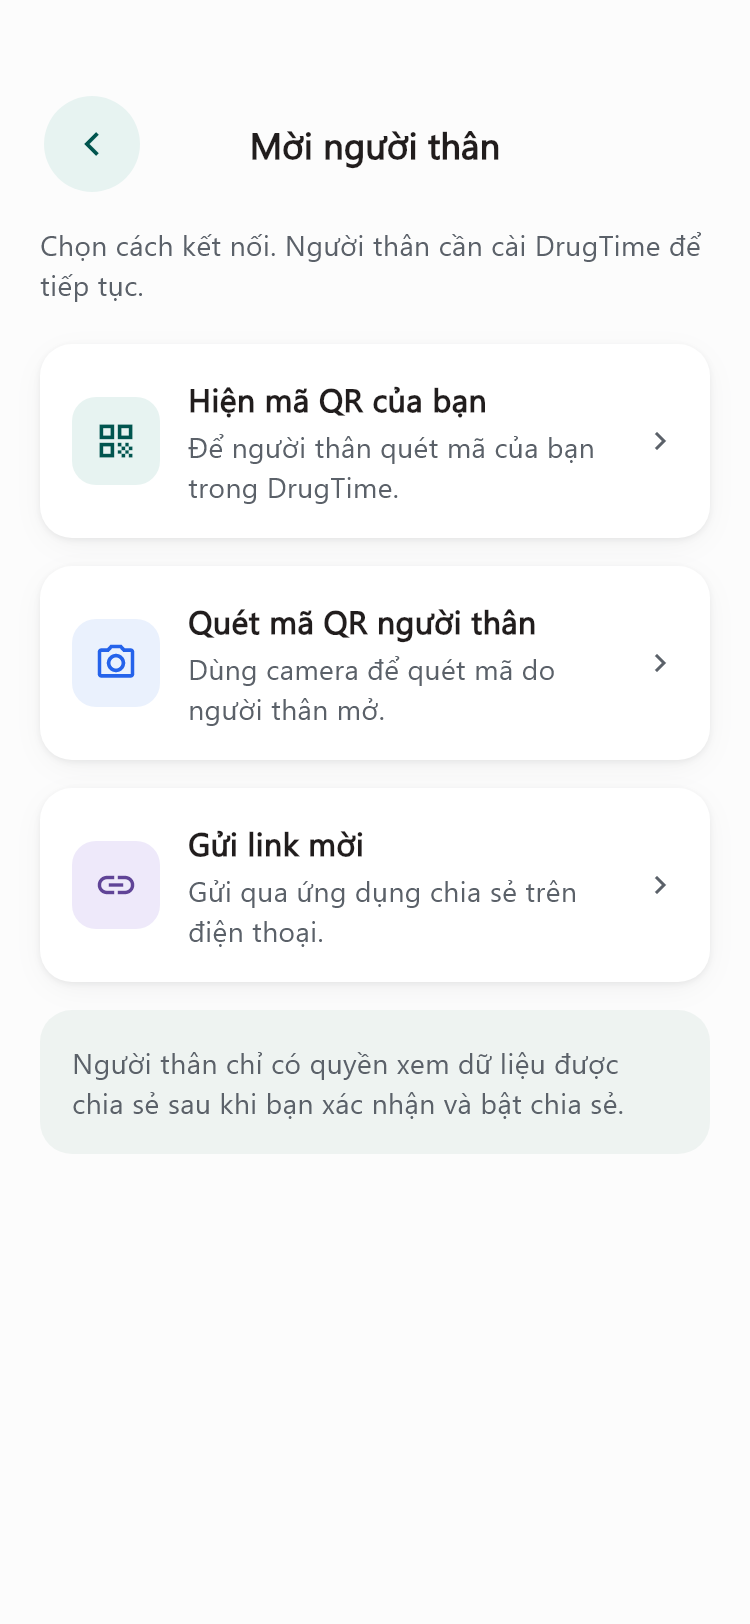 Mời người thân
Chọn cách kết nối. Người thân cần cài DrugTime để
tiếp tục.
Hiện mã QR của bạn
Để người thân quét mã của bạn
trong DrugTime.
Quét mã QR người thân
Dùng camera để quét mã do
người thân mở.
Gửi link mời
Gửi qua ứng dụng chia sẻ trên
điện thoại.
Người thân chỉ có quyền xem dữ liệu được
chia sẻ sau khi bạn xác nhận và bật chia sẻ.